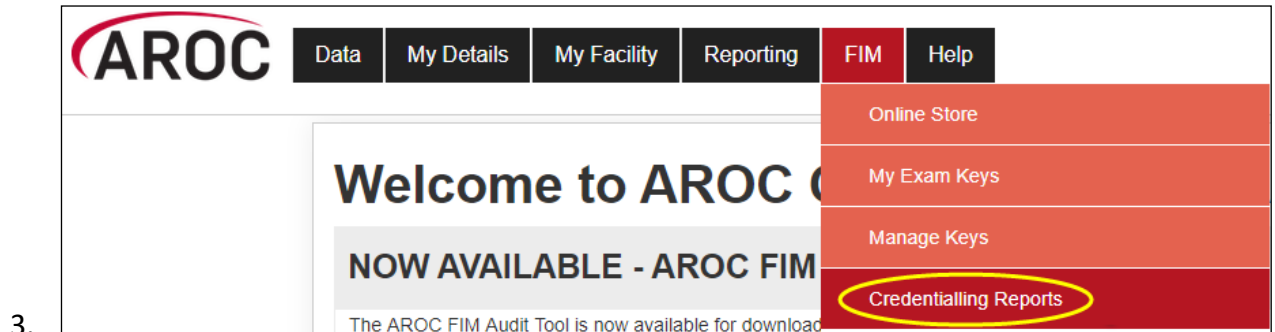 AROC
Data
My Details
My Facility
Reporting
FIM
Help
Online Store
My Exam Keys
Manage Keys
Credentialling Reports
Welcome to AROC
NOW AVAILABLE - AROC FIM
The AROC FIM Audit Tool is now available for download
3.